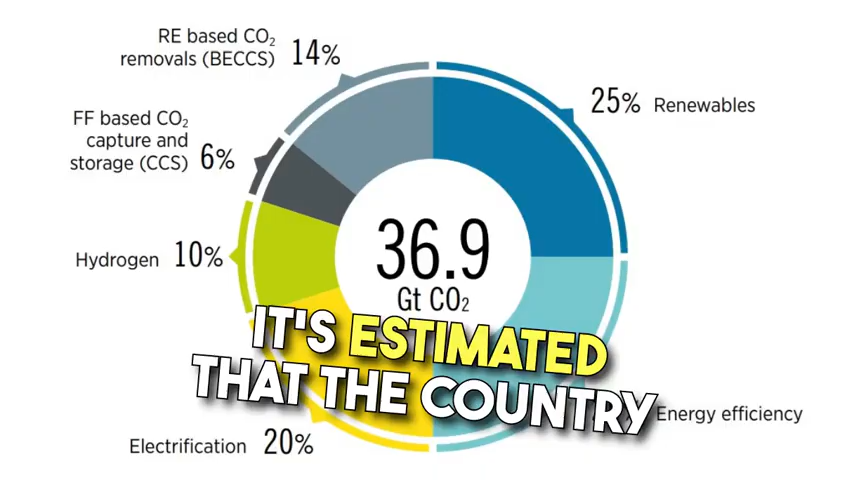 RE based CO₂
removals (BECCS) 14%
25% Renewables
FF based CO₂
capture and
storage (CCS) 6%
Hydrogen 10%
36.9
Gt CO₂
IT'S ESTIMATED
THAT THE COUNTRY
Energy efficiency
Electrification 20%